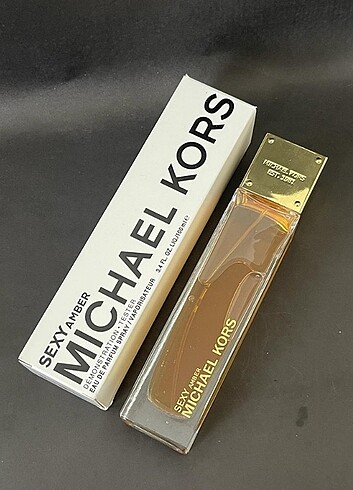 SEXY AMBER
MICHAEL KORS
DÉMONSTRATION • TESTER
EAU DE PARFUM SPRAY / VAPORISATEUR 3.4 FL. OZ. LIQ./100 ml ℮
MICHAEL KORS
EST. 1981
SEXY AMBER
MICHAEL KORS